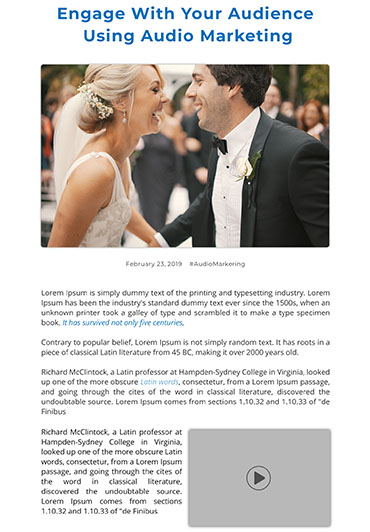 Engage With Your Audience
Using Audio Marketing
February 23, 2019 #AudioMarkering
Lorem Ipsum is simply dummy text of the printing and typesetting industry. Lorem
Ipsum has been the industry's standard dummy text ever since the 1500s, when an
unknown printer took a galley of type and scrambled it to make a type specimen
book. It has survived not only five centuries,
Contrary to popular belief, Lorem Ipsum is not simply random text. It has roots in a
piece of classical Latin literature from 45 BC, making it over 2000 years old.
Richard McClintock, a Latin professor at Hampden-Sydney College in Virginia, looked
up one of the more obscure Latin words, consectetur, from a Lorem Ipsum passage,
and going through the cites of the word in classical literature, discovered the
undoubtable source. Lorem Ipsum comes from sections 1.10.32 and 1.10.33 of "de
Finibus
Richard McClintock, a Latin professor at
Hampden-Sydney College in Virginia,
looked up one of the more obscure Latin
words, consectetur, from a Lorem Ipsum
passage, and going through the cites of
the word in classical literature,
discovered the undoubtable source.
Lorem Ipsum comes from sections
1.10.32 and 1.10.33 of "de Finibus